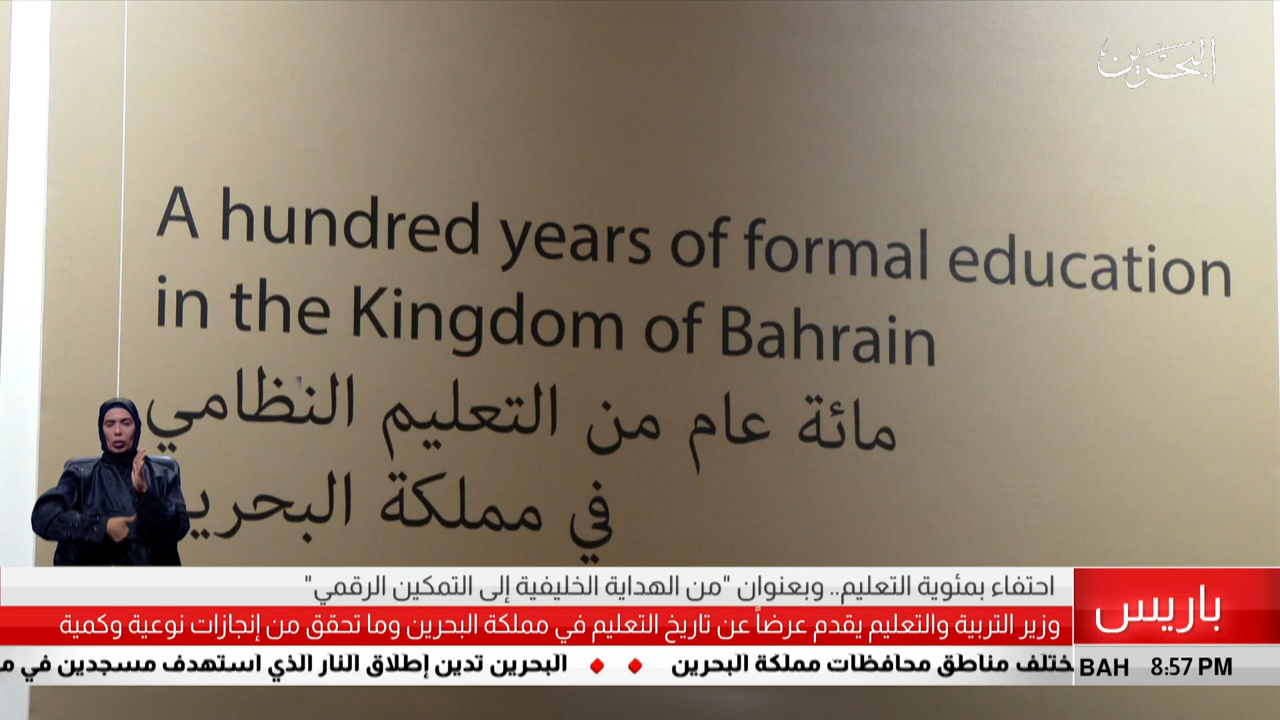 البحرين
A hundred years of formal education
in the Kingdom of Bahrain
مائة عام من التعليم النظامي
في مملكة
باريس
احتفاء بمئوية التعليم.. وبعنوان "من الهداية الخليفية إلى التمكين الرقمي"
وزير التربية والتعليم يقدم عرضاً عن تاريخ التعليم في مملكة البحرين وما تحقق من إنجازات نوعية وكمية
مناطق محافظات مملكة البحرين البحرين تدين إطلاق النار الذي استهدف مسجدين في
BAH 8:57 PM